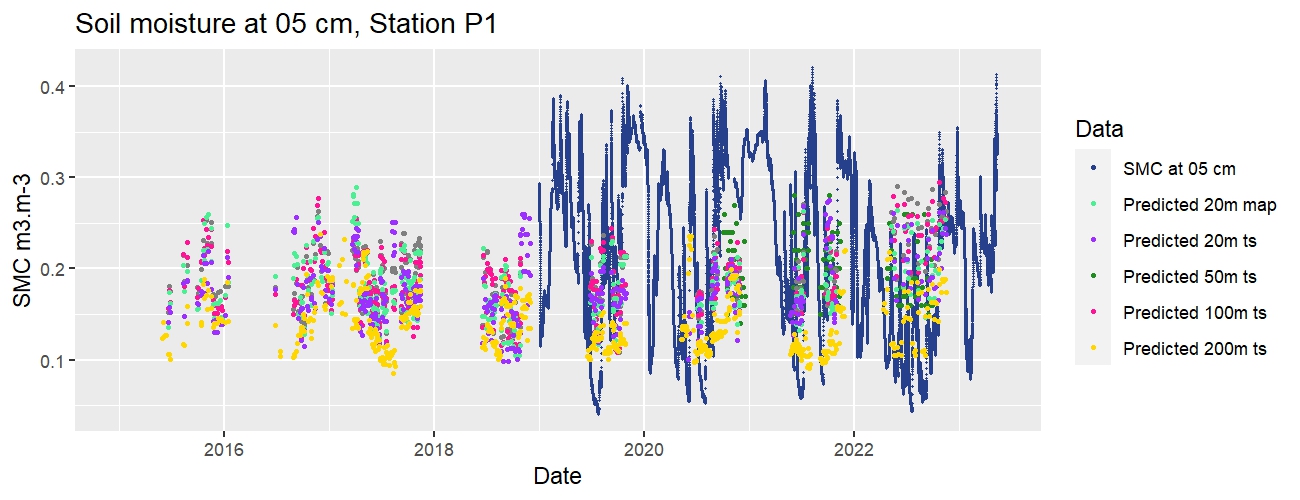 Soil moisture at 05 cm, Station P1
SMC m3.m-3
0.4
0.3
0.2
0.1
2016
2018
2020
2022
Date
Data
SMC at 05 cm
Predicted 20m map
Predicted 20m ts
Predicted 50m ts
Predicted 100m ts
Predicted 200m ts